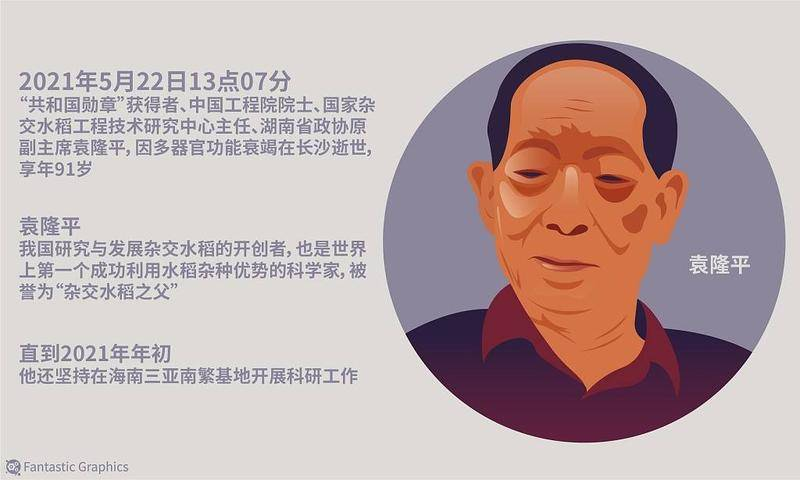 2021年5月22日13点07分
“共和国勋章”获得者、中国工程院院士、国家杂
交水稻工程技术研究中心主任、湖南省政协原
副主席袁隆平, 因多器官功能衰竭在长沙逝世,
享年91岁
袁隆平
我国研究与发展杂交水稻的开创者, 也是世界
上第一个成功利用水稻杂种优势的科学家, 被
誉为“杂交水稻之父”
直到2021年年初
他还坚持在海南三亚南繁基地开展科研工作
袁隆平
Fantastic Graphics